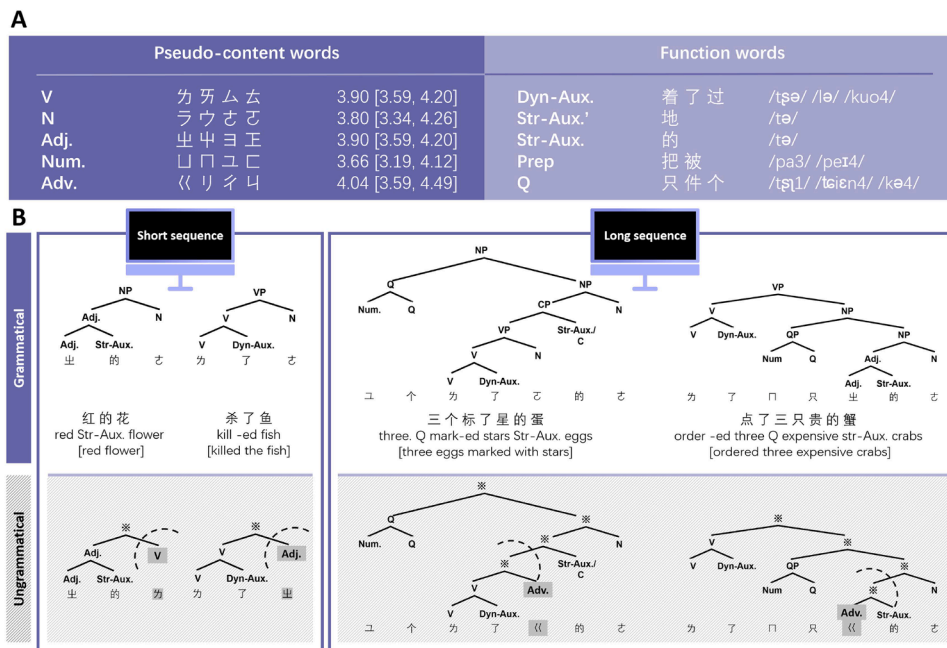 A
Pseudo-content words Function words
V ㄌ ㄞ ㄙ ㄊ 3.90 [3.59, 4.20] Dyn-Aux. 着 了 过 /tʂə/ /lə/ /kuo4/
N ラ ウ ㄜ ㄛ 3.80 [3.34, 4.26] Str-Aux.' 地 /tə/
Adj. ㄓ ㄓ ヨ 王 3.90 [3.59, 4.20] Str-Aux. 的 /tə/
Num. ㄩ ㄇ ユ ㄈ 3.66 [3.19, 4.12] Prep 把 被 /pa3/ /peɪ4/
Adv. ㄍ リ ㄔ ㄐ 4.04 [3.59, 4.49] Q 只 件 个 /tʂʅ1/ /tɕiɛn4/ /kə4/
B
Short sequence Long sequence
Grammatical
NP VP NP VP
Adj. N V N Q NP V NP
Adj. Str-Aux. V Dyn-Aux. Num. Q CP N V Dyn-Aux. QP NP
VP Str-Aux./ C Num Q Adj. N
V N Adj. Str-Aux.
V Dyn-Aux.
ㄓ 的 ㄜ ㄌ 了 ㄜ ユ 个 ㄌ 了 ㄛ 的 ㄜ ㄌ 了 ㄇ 只 ㄓ 的 ㄜ
红 的 花 杀 了 鱼 三 个 标 了 星 的 蛋 点 了 三 只 贵 的 蟹
red Str-Aux. flower kill -ed fish three. Q mark-ed stars Str-Aux. eggs order -ed three Q expensive str-Aux. crabs
[red flower] [killed the fish] [three eggs marked with stars] [ordered three expensive crabs]
Ungrammatical
※ ※ ※ ※
Adj. V V Adj. Q ※ V ※
Adj. Str-Aux. V Dyn-Aux. Num. Q ※ N V Dyn-Aux. QP ※
※ Str-Aux./ C Num Q ※ N
V Adv. Adv. Str-Aux.
V Dyn-Aux.
ㄓ 的 ㄌ ㄌ 了 ㄓ ユ 个 ㄌ 了 ㄍ 的 ㄜ ㄌ 了 ㄇ 只 ㄍ 的 ㄜ